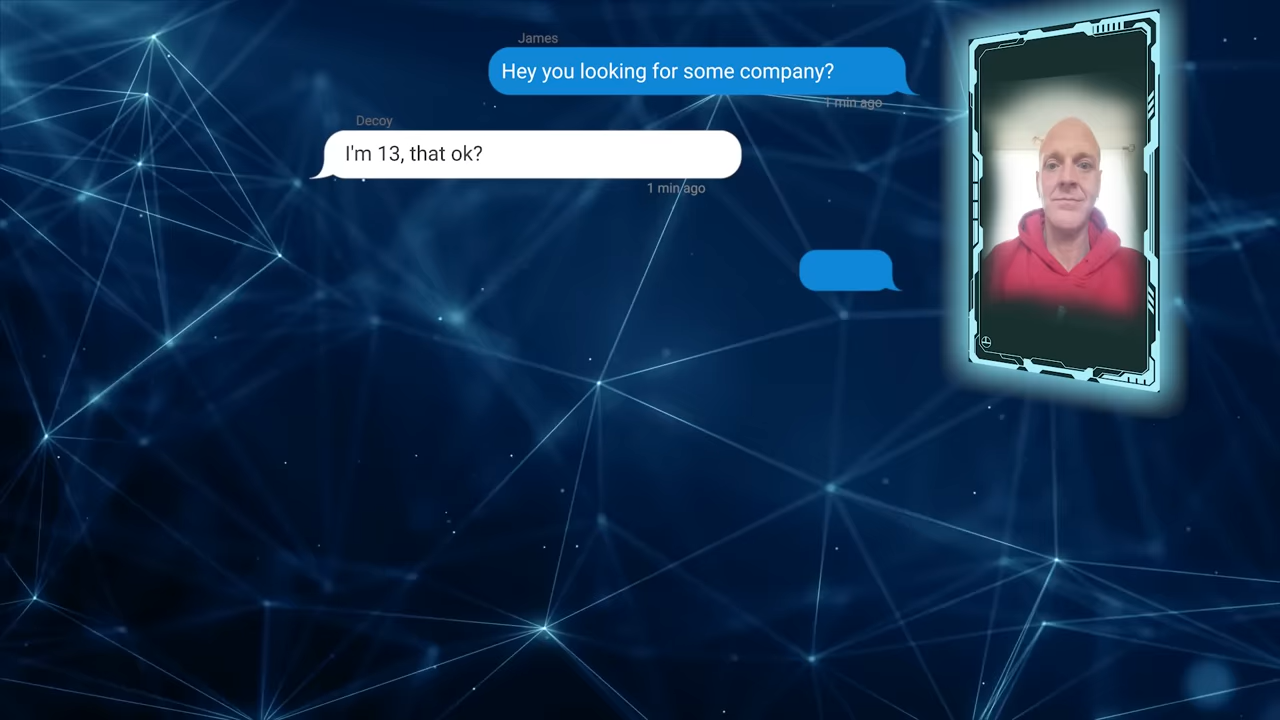 James
Hey you looking for some company?
1 min ago
Decoy
I'm 13, that ok?
1 min ago